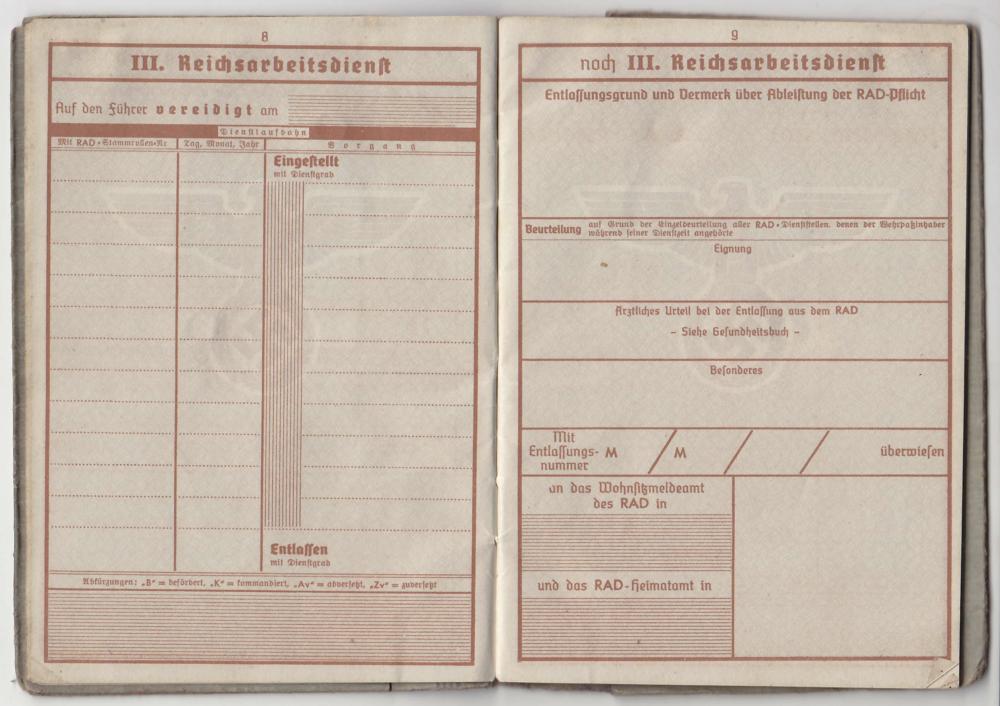 8
III. Reichsarbeitsdienst
Auf den Führer vereidigt am
Dienstlaufbahn
Mit RAD-Stammrollen-Nr Tag, Monat, Jahr Vorgang
Eingestellt
mit Dienstgrad
Entlassen
mit Dienstgrad
Abkürzungen: „B“ = befördert, „K“ = kommandiert, „Av“ = abversetzt, „Zv“ = zuversetzt
9
noch III. Reichsarbeitsdienst
Entlassungsgrund und Vermerk über Ableistung der RAD-Pflicht
Beurteilung auf Grund der Einzelbeurteilung aller RAD-Dienststellen, denen der Wehrpaßinhaber
während seiner Dienstzeit angehörte
Eignung
Ärztliches Urteil bei der Entlassung aus dem RAD
- Siehe Gesundheitsbuch -
Besonderes
Mit
Entlassungs- M / M / / überwiesen
nummer
an das Wohnsitzmeldeamt
des RAD in
und das RAD-Heimatamt in